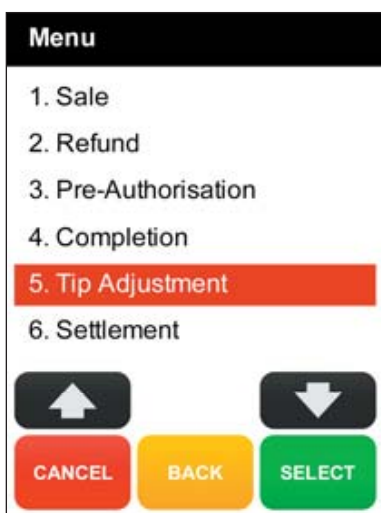 Menu
1. Sale
2. Refund
3. Pre-Authorisation
4. Completion
5. Tip Adjustment
6. Settlement
CANCEL BACK SELECT